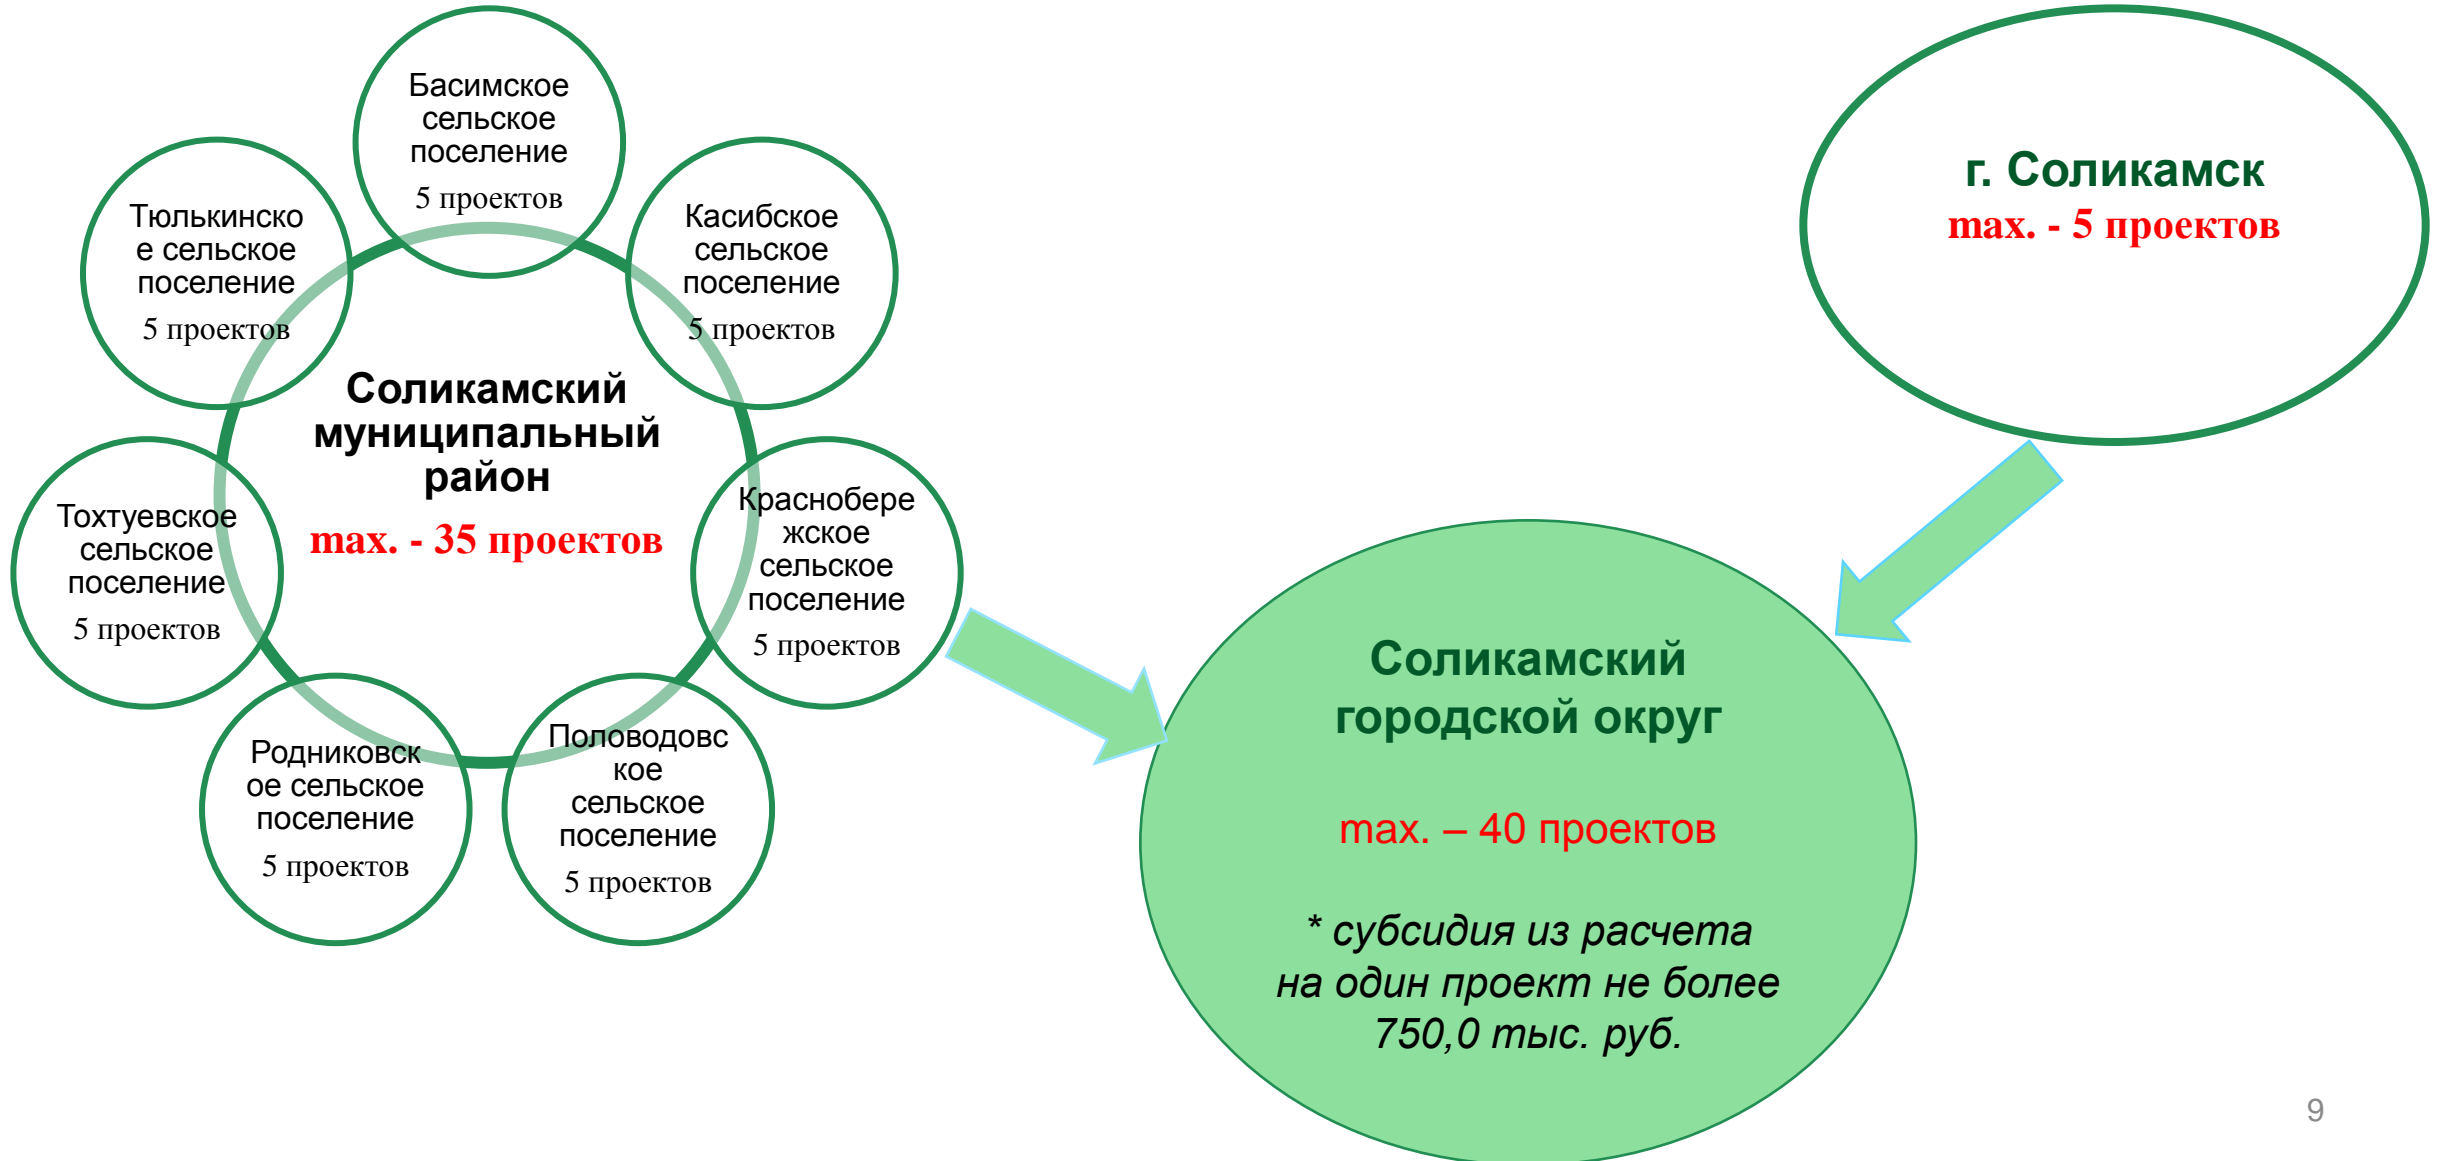 Басимское
сельское
поселение
5 проектов
Касибское
сельское
поселение
5 проектов
Краснобере
жское
сельское
поселение
5 проектов
Половодовс
кое
сельское
поселение
5 проектов
Родниковск
ое сельское
поселение
5 проектов
Тохтуевское
сельское
поселение
5 проектов
Тюлькинско
е сельское
поселение
5 проектов
Соликамский
муниципальный
район
max. - 35 проектов
г. Соликамск
max. - 5 проектов
Соликамский
городской округ
max. – 40 проектов
* субсидия из расчета
на один проект не более
750,0 тыс. руб.
9